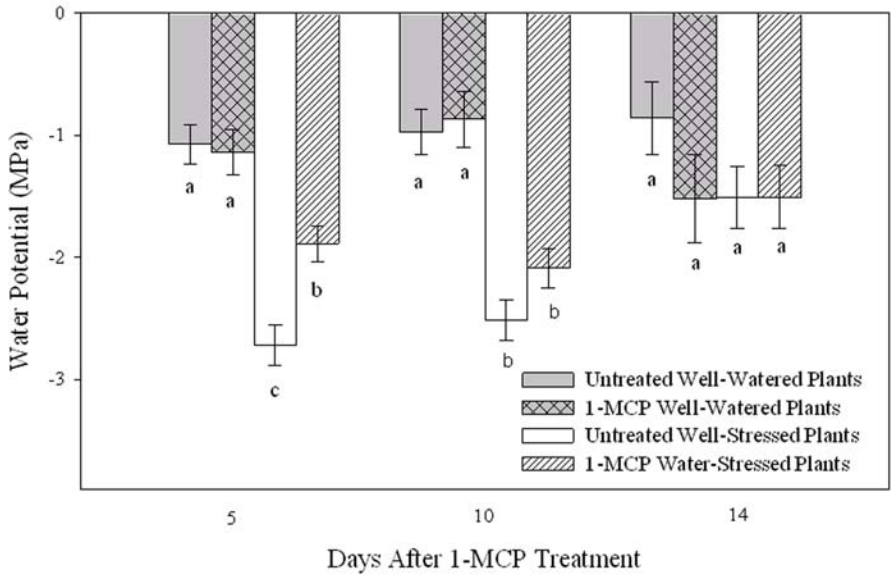 0
-1
-2
-3
Water Potential (MPa)
a
a
c
b
a
a
b
b
a
a
a
a
Untreated Well-Watered Plants
1-MCP Well-Watered Plants
Untreated Well-Stressed Plants
1-MCP Water-Stressed Plants
5
10
14
Days After 1-MCP Treatment